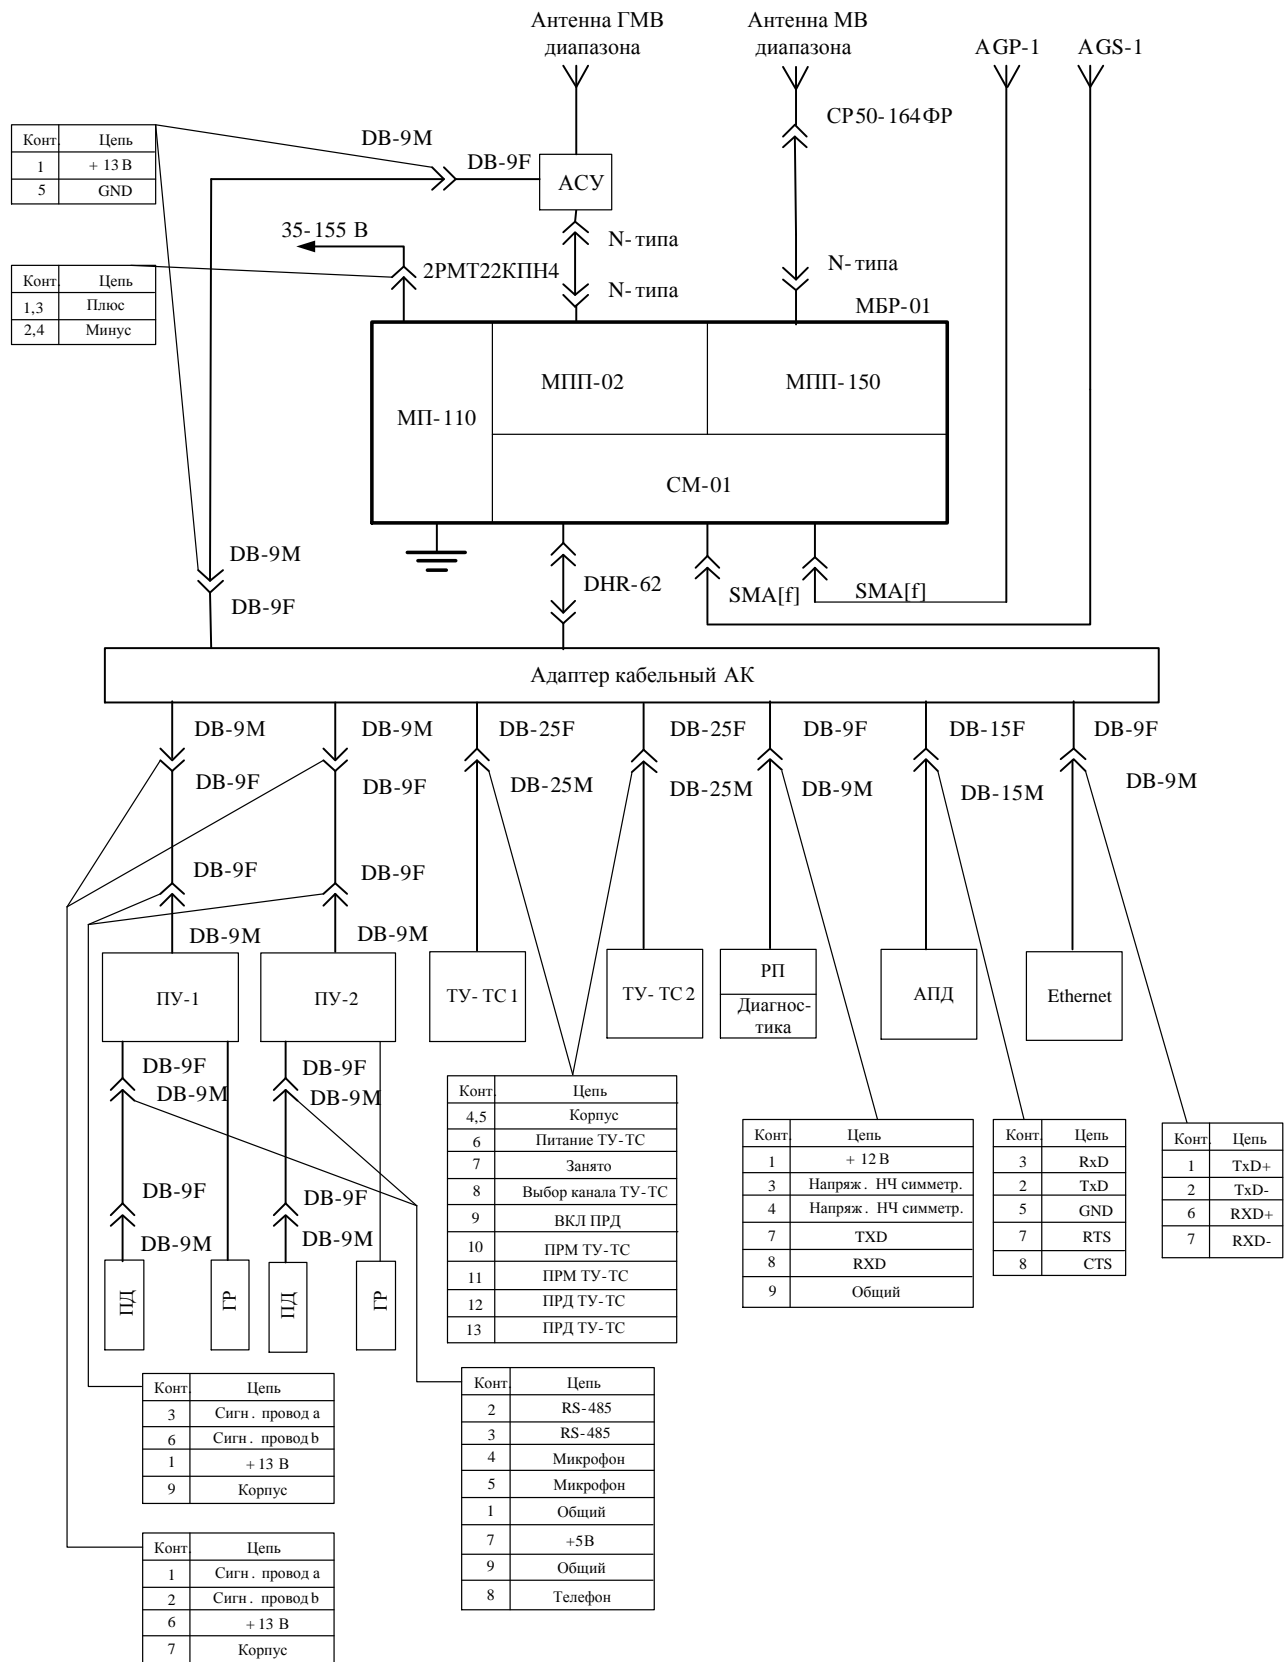 Антенна ГМВ
диапазона
Антенна МВ
диапазона
AGP-1
AGS-1
СР50-164ФР
DB-9M
DB-9F
АСУ
Конт. Цепь
1 +13 В
5 GND
35-155 В
2РМТ22КПН4
N-типа
N-типа
N-типа
МБР-01
Конт. Цепь
1,3 Плюс
2,4 Минус
МП-110
МПП-02
МПП-150
СМ-01
DB-9M
DB-9F
DHR-62
SMA[f]
SMA[f]
Адаптер кабельный АК
DB-9M
DB-9M
DB-25F
DB-25F
DB-9F
DB-15F
DB-9F
DB-9F
DB-9F
DB-25M
DB-25M
DB-9M
DB-15M
DB-9M
DB-9F
DB-9F
DB-9M
DB-9M
ПУ-1
ПУ-2
ТУ-ТС 1
ТУ-ТС 2
РП
Диагнос-
тика
АПД
Ethernet
DB-9F
DB-9M
DB-9F
DB-9M
DB-9F
DB-9M
DB-9F
DB-9M
ПД
ГР
ПД
ГР
Конт. Цепь
4,5 Корпус
6 Питание ТУ-ТС
7 Занято
8 Выбор канала ТУ-ТС
9 ВКЛ ПРД
10 ПРМ ТУ-ТС
11 ПРМ ТУ-ТС
12 ПРД ТУ-ТС
13 ПРД ТУ-ТС
Конт. Цепь
1 +12 В
3 Напряж. НЧ симметр.
4 Напряж. НЧ симметр.
7 TXD
8 RXD
9 Общий
Конт. Цепь
3 RxD
2 TxD
5 GND
7 RTS
8 CTS
Конт. Цепь
1 TxD+
2 TxD-
6 RXD+
7 RXD-
Конт. Цепь
3 Сигн. провод a
6 Сигн. провод b
1 +13 В
9 Корпус
Конт. Цепь
2 RS-485
3 RS-485
4 Микрофон
5 Микрофон
1 Общий
7 +5В
9 Общий
8 Телефон
Конт. Цепь
1 Сигн. провод a
2 Сигн. провод b
6 +13 В
7 Корпус